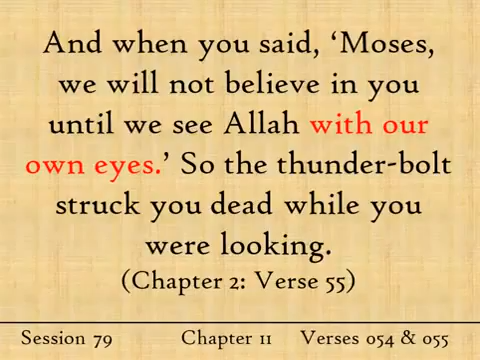 And when you said, ‘Moses,
we will not believe in you
until we see Allah with our
own eyes.’ So the thunder-bolt
struck you dead while you
were looking.
(Chapter 2: Verse 55)
Session 79 Chapter 11 Verses 054 & 055